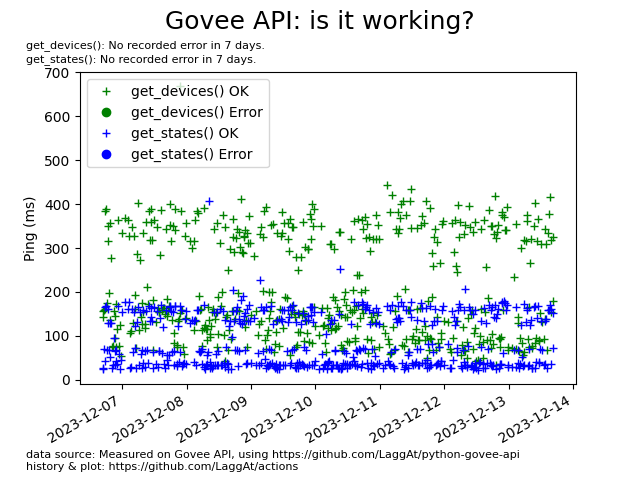 Govee API: is it working?
get_devices(): No recorded error in 7 days.
get_states(): No recorded error in 7 days.
700
600
500
400
300
200
100
0
Ping (ms)
get_devices() OK
get_devices() Error
get_states() OK
get_states() Error
2023-12-07
2023-12-08
2023-12-09
2023-12-10
2023-12-11
2023-12-12
2023-12-13
2023-12-14
data source: Measured on Govee API, using https://github.com/LaggAt/python-govee-api
history & plot: https://github.com/LaggAt/actions